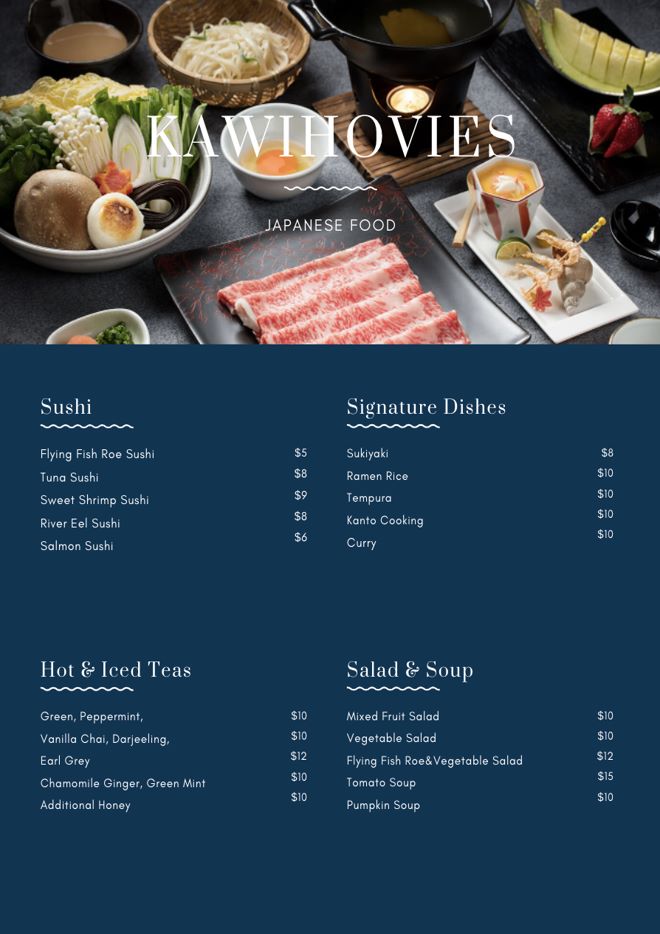 KAWIHOVIES
JAPANESE FOOD
Sushi
Flying Fish Roe Sushi $5
Tuna Sushi $8
Sweet Shrimp Sushi $9
River Eel Sushi $8
Salmon Sushi $6
Signature Dishes
Sukiyaki $8
Ramen Rice $10
Tempura $10
Kanto Cooking $10
Curry $10
Hot & Iced Teas
Green, Peppermint, $10
Vanilla Chai, Darjeeling, $10
Earl Grey $12
Chamomile Ginger, Green Mint $10
Additional Honey $10
Salad & Soup
Mixed Fruit Salad $10
Vegetable Salad $10
Flying Fish Roe&Vegetable Salad $12
Tomato Soup $15
Pumpkin Soup $10